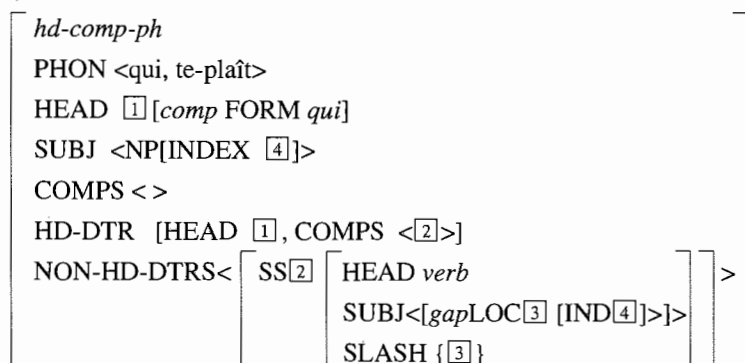 hd-comp-ph
PHON <qui, te-plaît>
HEAD 1 [comp FORM qui]
SUBJ <NP[INDEX 4]>
COMPS < >
HD-DTR [HEAD 1, COMPS <2>]
NON-HD-DTRS< [SS2 [HEAD verb
SUBJ<[gapLOC3 [IND4]>]>
SLASH {3}]] >